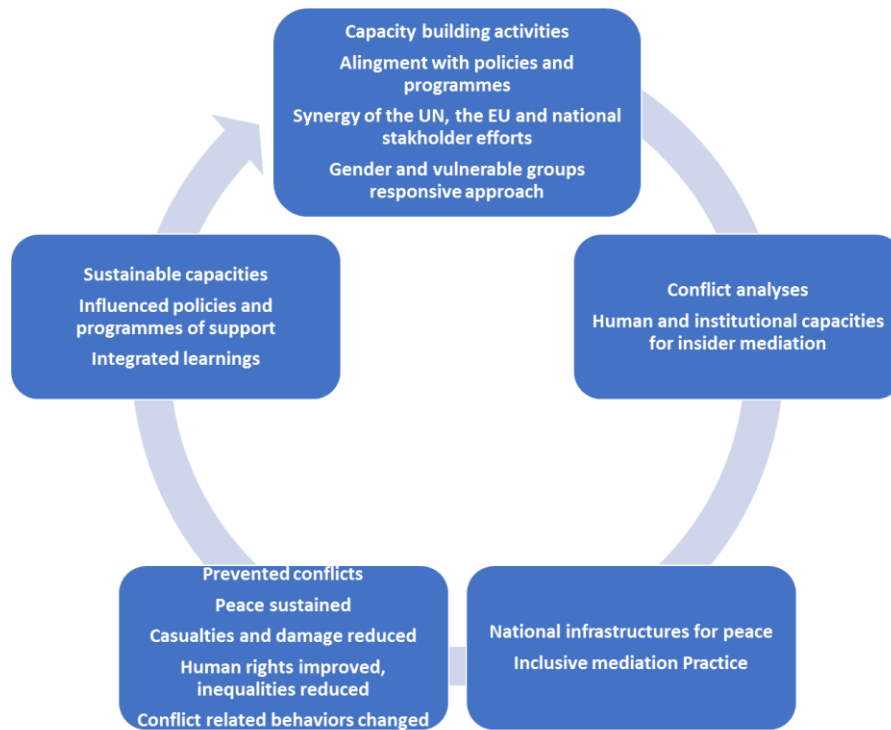 Capacity building activities
Alingment with policies and
programmes
Synergy of the UN, the EU and national
stakholder efforts
Gender and vulnerable groups
responsive approach
Conflict analyses
Human and institutional capacities
for insider mediation
National infrastructures for peace
Inclusive mediation Practice
Prevented conflicts
Peace sustained
Casualties and damage reduced
Human rights improved,
inequalities reduced
Conflict related behaviors changed
Sustainable capacities
Influenced policies and
programmes of support
Integrated learnings